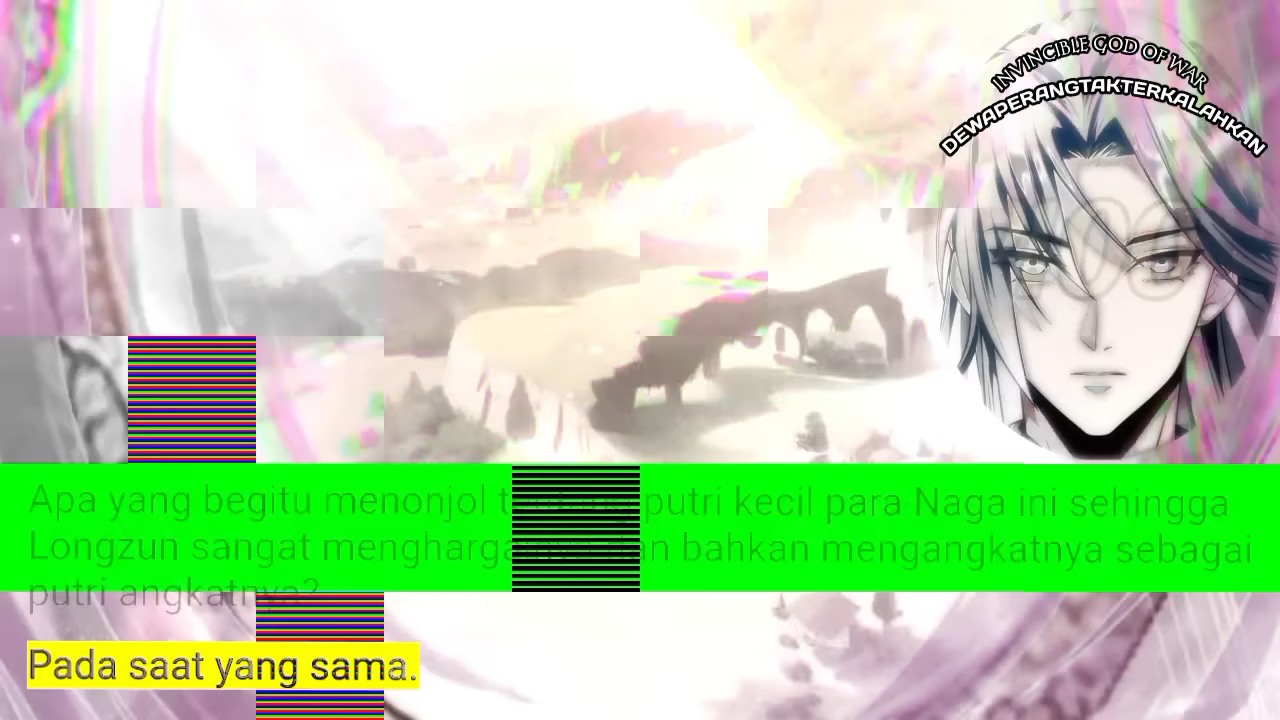 INVINCIBLE GOD OF WAR
DEWAPERANGTAKTERKALAHKAN
Apa yang begitu menonjol putri kecil para Naga ini sehingga
Longzun sangat bahkan mengangkatnya sebagai
putri angkatnya?
Pada saat yang sama.